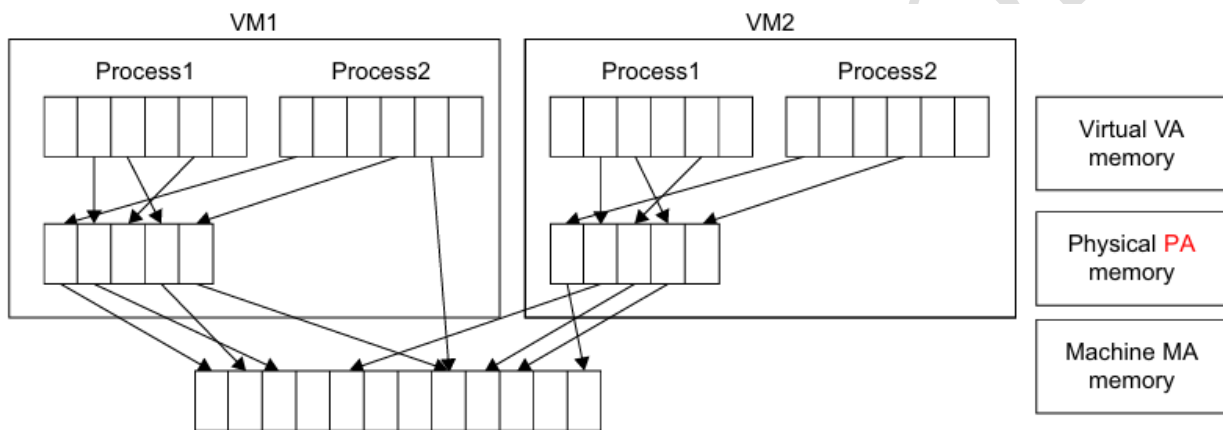 VM1
VM2
Process1
Process2
Process1
Process2
Virtual VA
memory
Physical PA
memory
Machine MA
memory